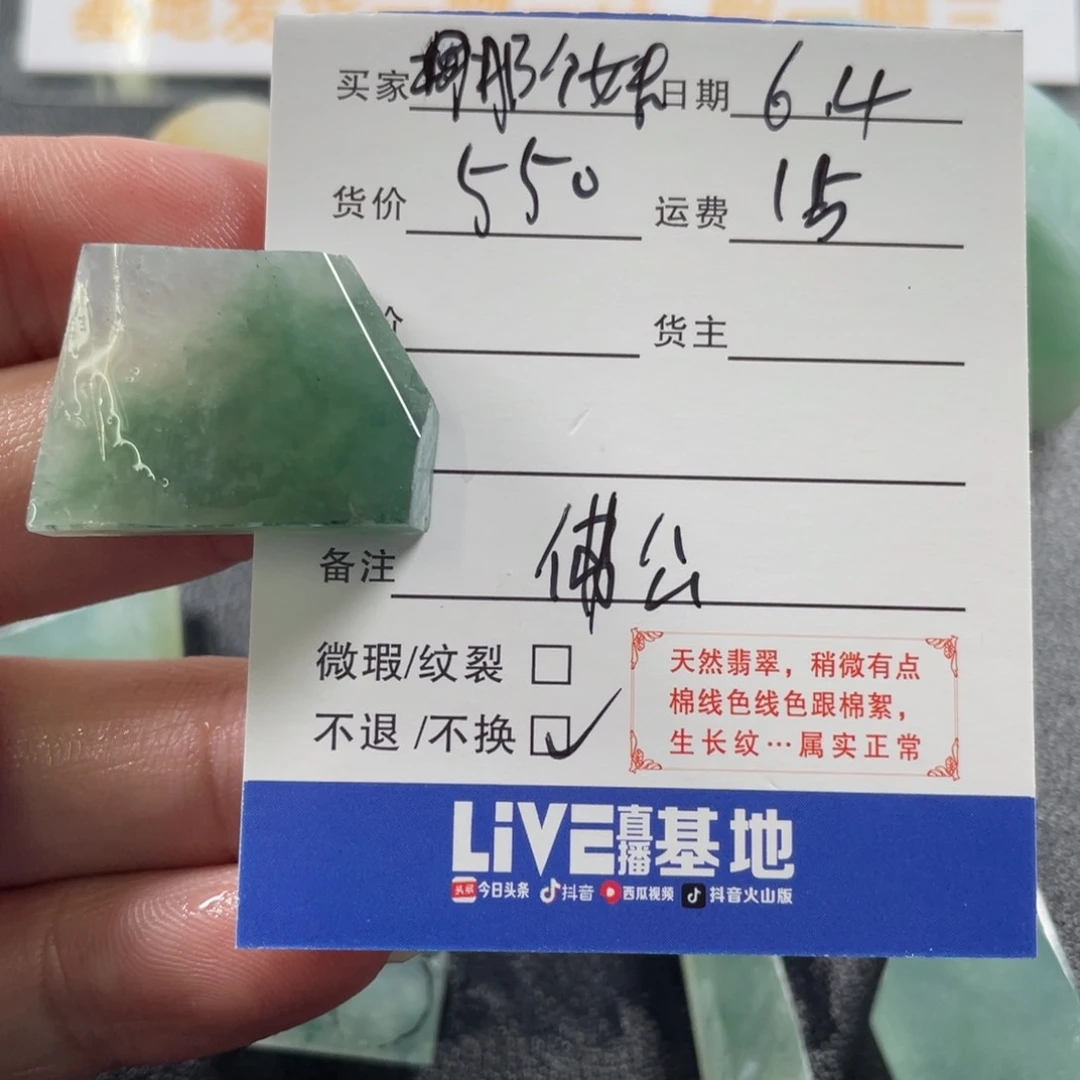 买家 日期 6.4
货价 550 运费 15
价 货主
备注 佛公
微瑕/纹裂 □
不退 /不换 ☑
天然翡翠，稍微有点
棉线色线色跟棉絮，
生长纹…属实正常
LiVE直播基地
今日头条 抖音 西瓜视频 抖音火山版